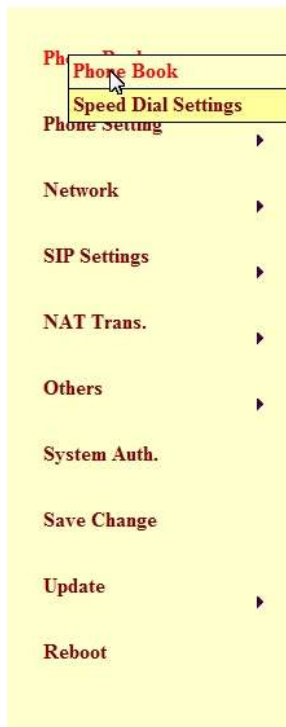 Phone Book
Speed Dial Settings
Phone Setting
Network
SIP Settings
NAT Trans.
Others
System Auth.
Save Change
Update
Reboot